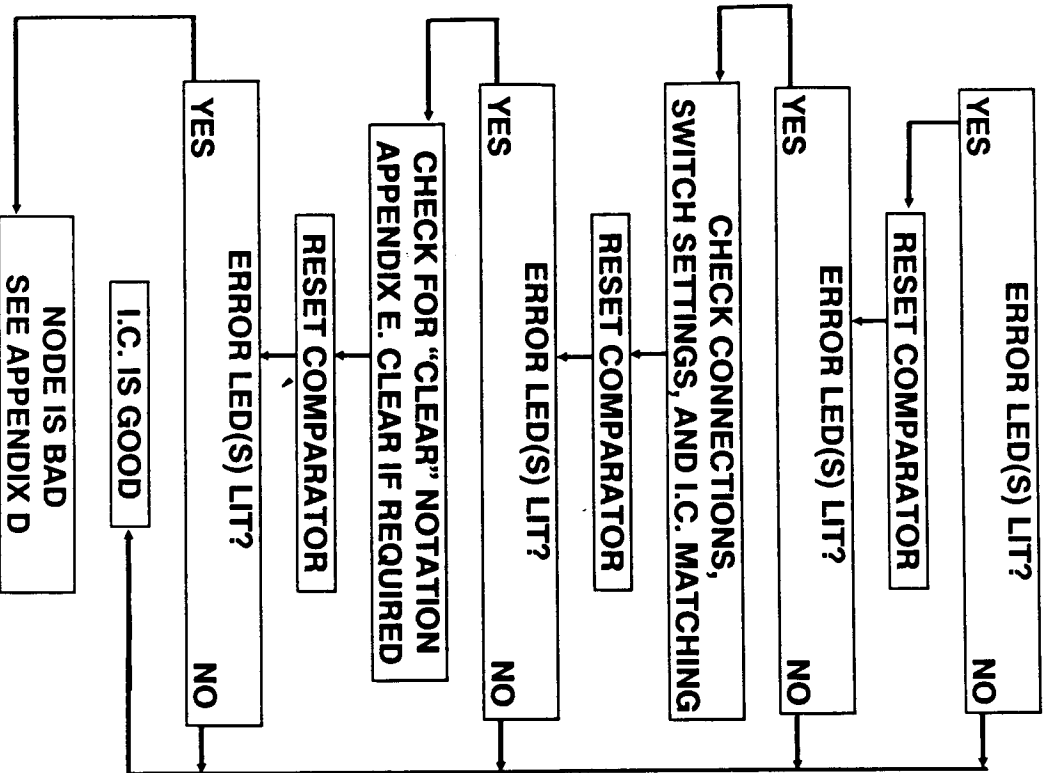 ERROR LED(S) LIT?
YES
NO
RESET COMPARATOR
ERROR LED(S) LIT?
YES
NO
CHECK CONNECTIONS,
SWITCH SETTINGS, AND I.C. MATCHING
RESET COMPARATOR
ERROR LED(S) LIT?
YES
NO
CHECK FOR "CLEAR" NOTATION
APPENDIX E. CLEAR IF REQUIRED
RESET COMPARATOR
ERROR LED(S) LIT?
YES
NO
I.C. IS GOOD
NODE IS BAD
SEE APPENDIX D